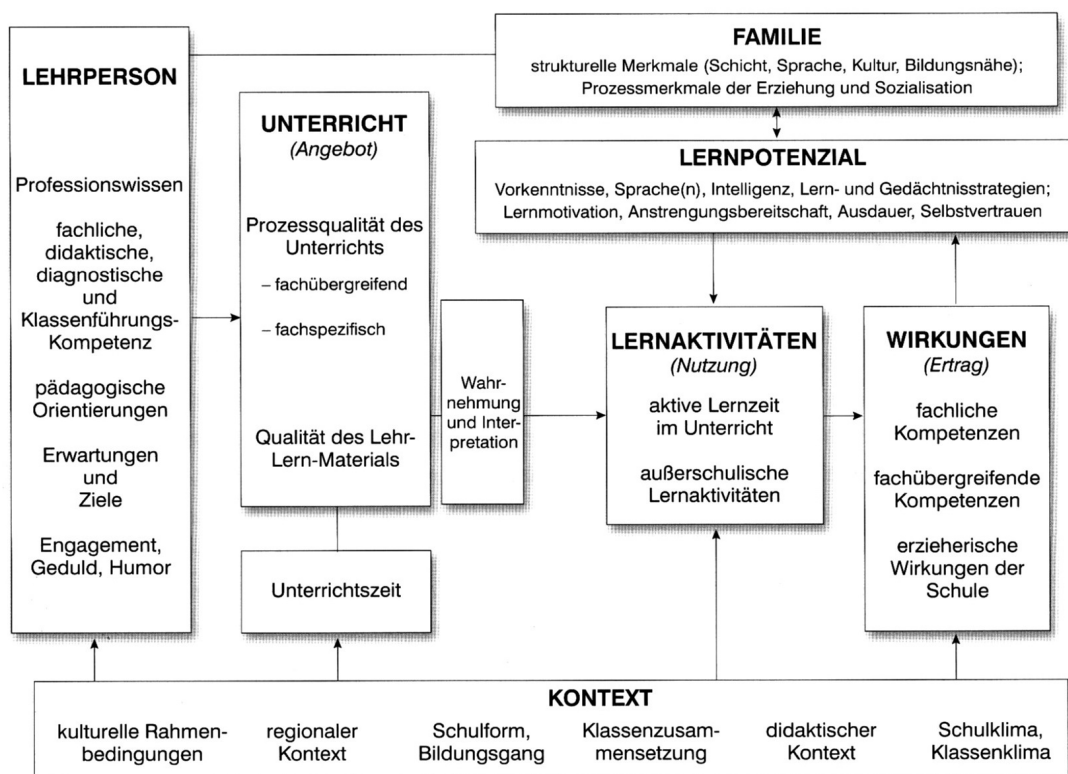 LEHRPERSON
Professionswissen
fachliche,
didaktische,
diagnostische
und
Klassenführungs-
Kompetenz
pädagogische
Orientierungen
Erwartungen
und
Ziele
Engagement,
Geduld, Humor
UNTERRICHT
(Angebot)
Prozessqualität des
Unterrichts
– fachübergreifend
– fachspezifisch
Qualität des Lehr-
Lern-Materials
Unterrichtszeit
Wahr-
nehmung
und Inter-
pretation
FAMILIE
strukturelle Merkmale (Schicht, Sprache, Kultur, Bildungsnähe);
Prozessmerkmale der Erziehung und Sozialisation
LERNPOTENZIAL
Vorkenntnisse, Sprache(n), Intelligenz, Lern- und Gedächtnisstrategien;
Lernmotivation, Anstrengungsbereitschaft, Ausdauer, Selbstvertrauen
LERNAKTIVITÄTEN
(Nutzung)
aktive Lernzeit
im Unterricht
außerschulische
Lernaktivitäten
WIRKUNGEN
(Ertrag)
fachliche
Kompetenzen
fachübergreifende
Kompetenzen
erzieherische
Wirkungen der
Schule
KONTEXT
kulturelle Rahmen-
bedingungen
regionaler
Kontext
Schulform,
Bildungsgang
Klassenzusam-
mensetzung
didaktischer
Kontext
Schulklima,
Klassenklima